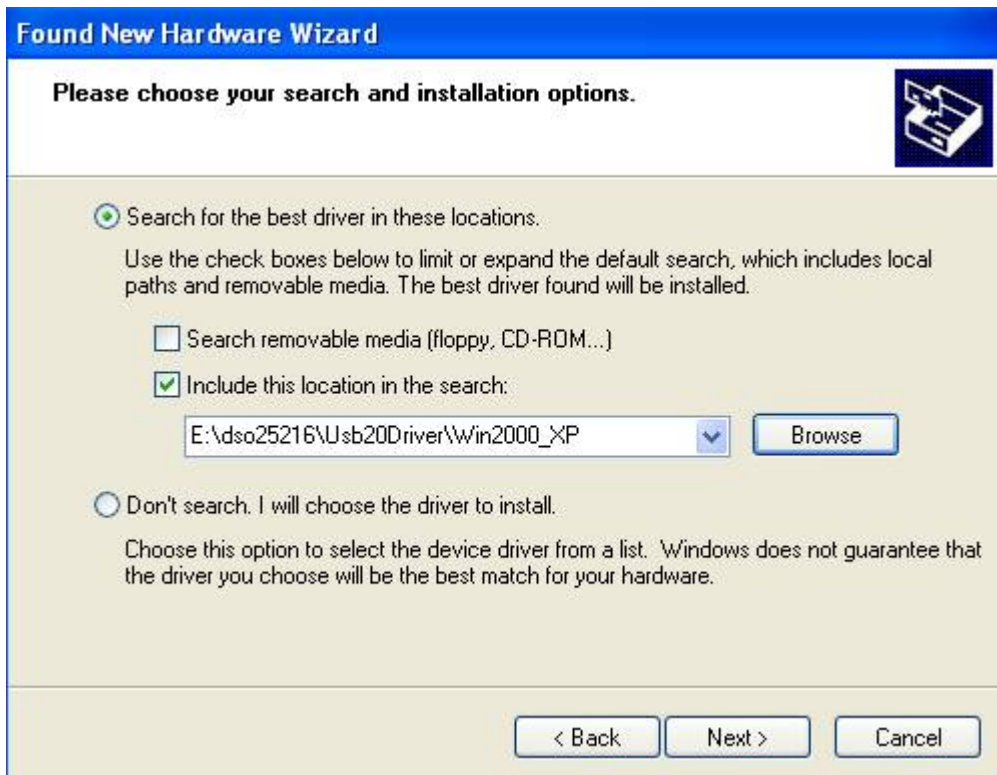 Found New Hardware Wizard
Please choose your search and installation options.
Search for the best driver in these locations.
Use the check boxes below to limit or expand the default search, which includes local
paths and removable media. The best driver found will be installed.
Search removable media (floppy, CD-ROM...)
Include this location in the search:
E:\dso25216\Usb20Driver\Win2000_XP
Browse
Don't search. I will choose the driver to install.
Choose this option to select the device driver from a list. Windows does not guarantee that
the driver you choose will be the best match for your hardware.
< Back Next > Cancel